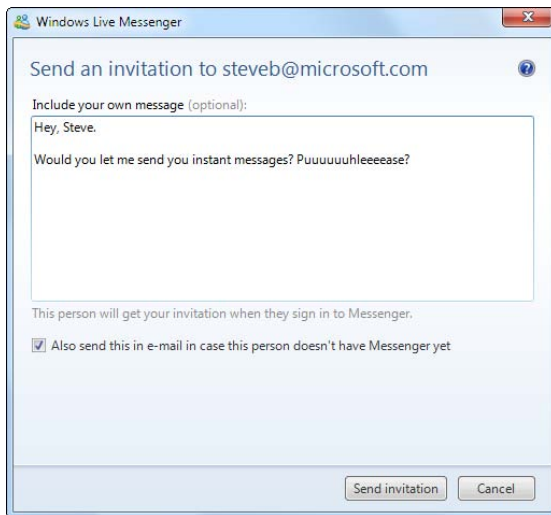 Windows Live Messenger
Send an invitation to steveb@microsoft.com
Include your own message (optional):
Hey, Steve.
Would you let me send you instant messages? Puuuuuuhleeeease?
This person will get your invitation when they sign in to Messenger.
Also send this in e-mail in case this person doesn't have Messenger yet
Send invitation
Cancel